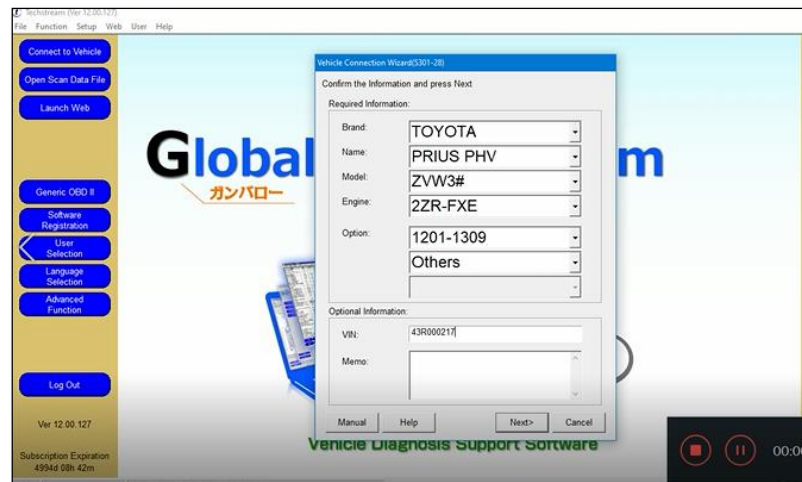 Techstream (Ver 12.00.127)
File Function Setup Web User Help
Connect to Vehicle
Open Scan Data File
Launch Web
Generic OBD II
Software
Registration
User
Selection
Language
Selection
Advanced
Function
Log Out
Ver 12.00.127
Subscription Expiration
4994d 08h 42m
Globa
m
ガンバロー
Vehicle Connection Wizard(S301-28)
Confirm the Information and press Next
Required Information:
Brand: TOYOTA
Name: PRIUS PHV
Model: ZVW3#
Engine: 2ZR-FXE
Option: 1201-1309
Others
Optional Information:
VIN: 43R000217
Memo:
Manual Help Next> Cancel
Vehicle Diagnosis Support Software